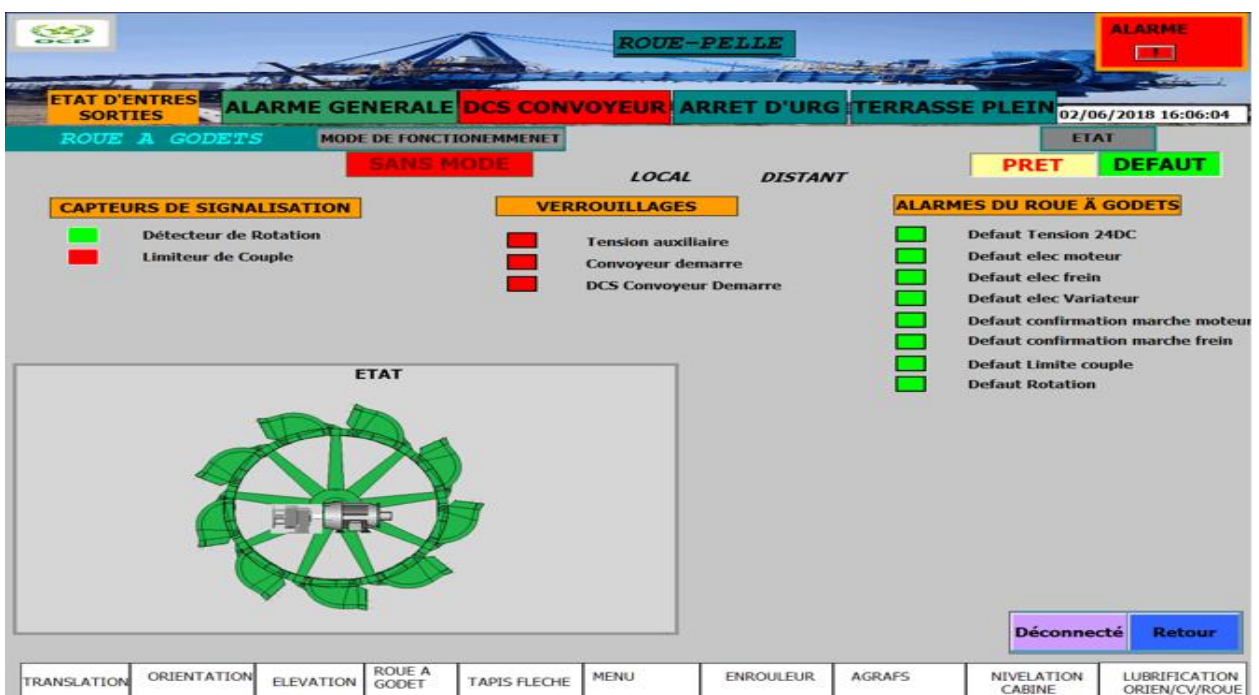 OCP
ROUE-PELLE
ALARME
!
ETAT D'ENTRES
SORTIES
ALARME GENERALE
DCS CONVOYEUR
ARRET D'URG
TERRASSE PLEIN
02/06/2018 16:06:04
ROUE A GODETS
MODE DE FONCTIONEMMENET
ETAT
SANS MODE
LOCAL
DISTANT
PRET
DEFAUT
CAPTEURS DE SIGNALISATION
Détecteur de Rotation
Limiteur de Couple
VERROUILLAGES
Tension auxiliaire
Convoyeur demarre
DCS Convoyeur Demarre
ALARMES DU ROUE Ä GODETS
Defaut Tension 24DC
Defaut elec moteur
Defaut elec frein
Defaut elec Variateur
Defaut confirmation marche moteur
Defaut confirmation marche frein
Defaut Limite couple
Defaut Rotation
ETAT
Déconnecté
Retour
TRANSLATION
ORIENTATION
ELEVATION
ROUE A
GODET
TAPIS FLECHE
MENU
ENROULEUR
AGRAFS
NIVELATION
CABINE
LUBRIFICATION
ORIEN/CV/ROUE